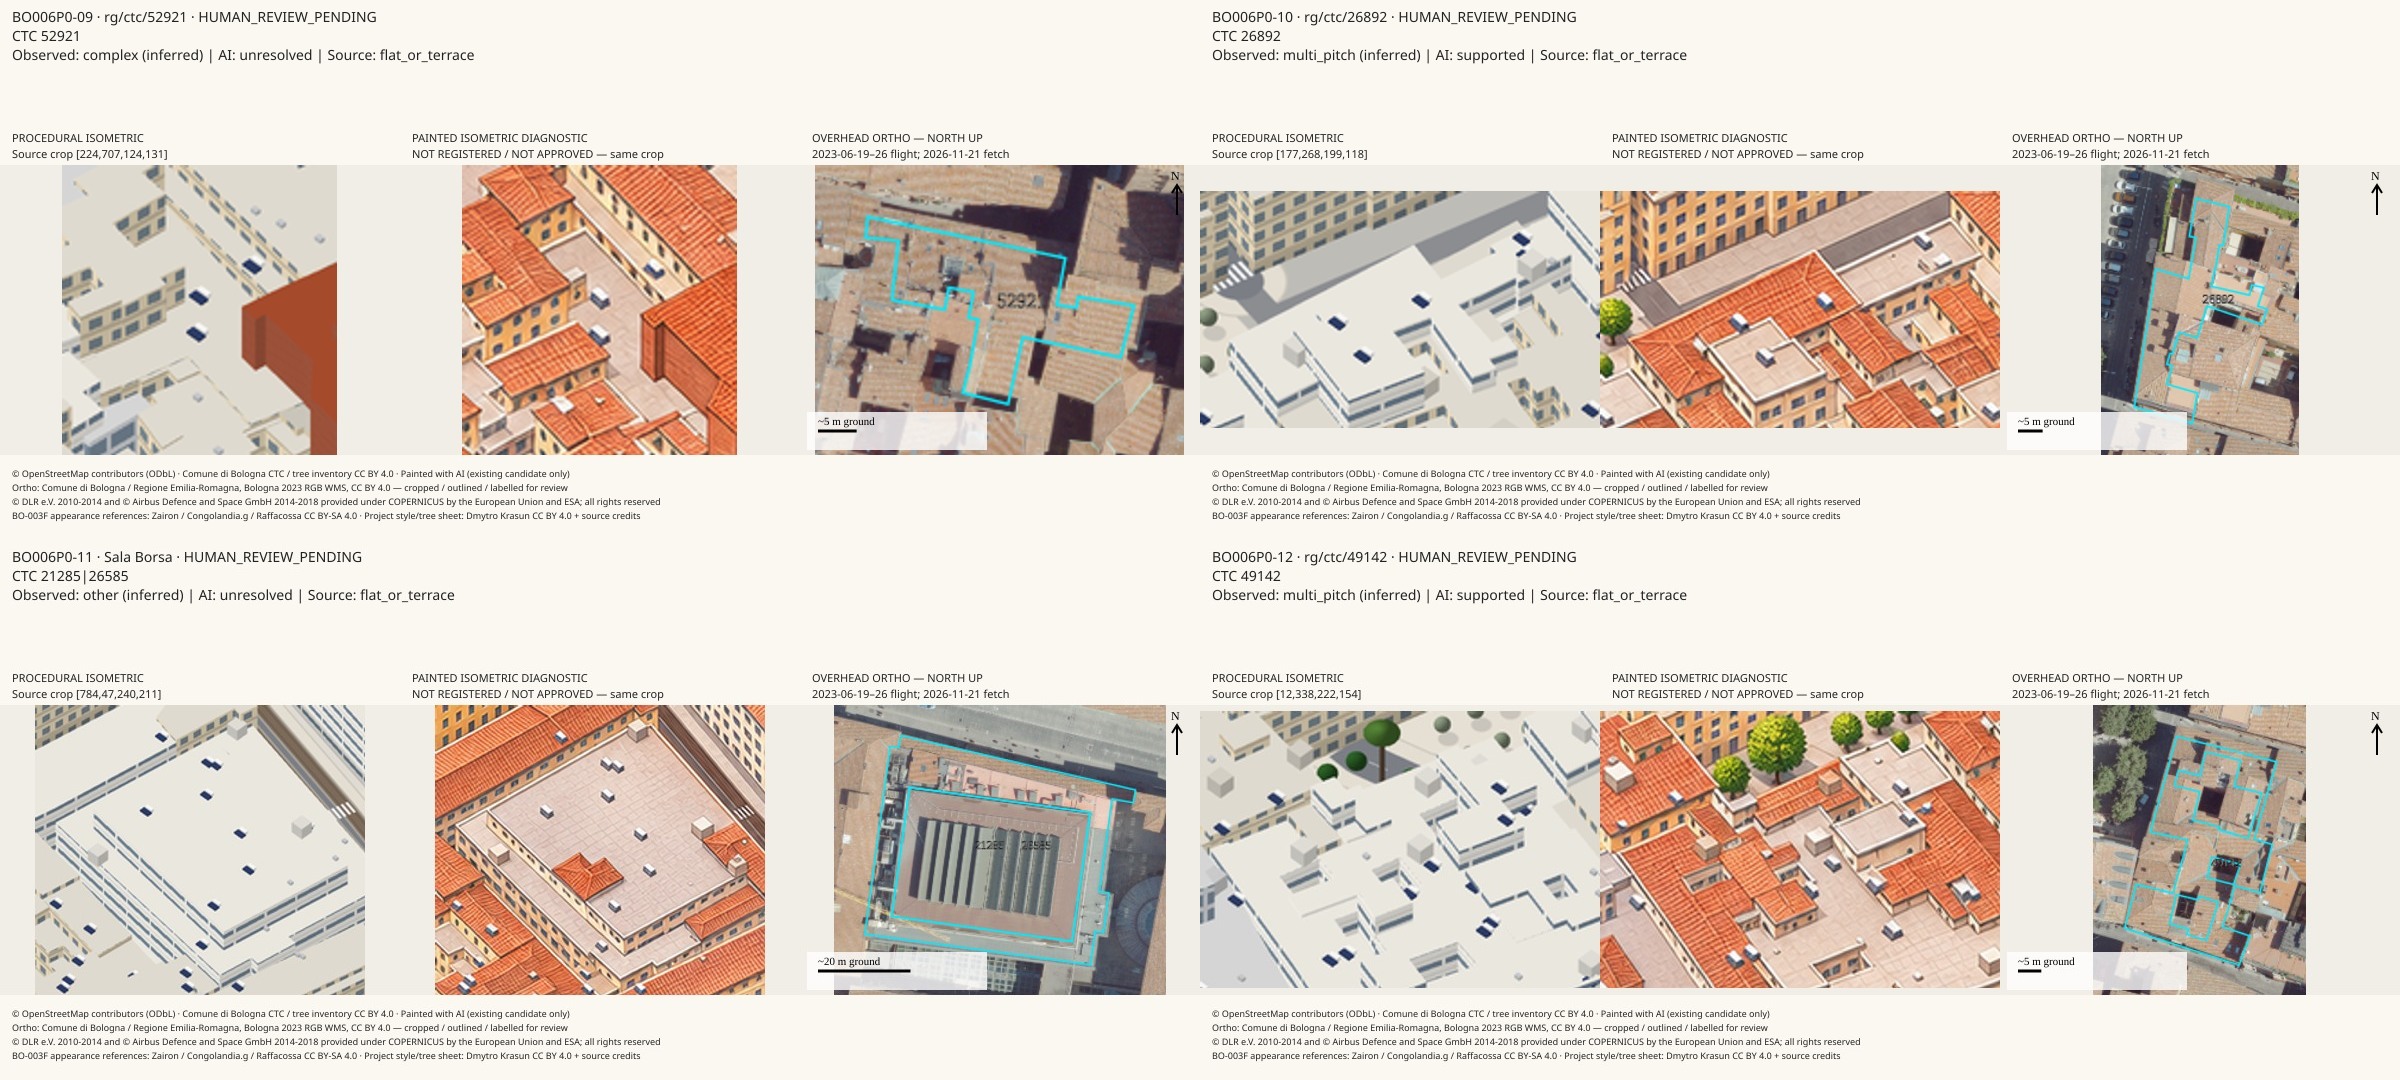 BO006P0-09 · rg/ctc/52921 · HUMAN_REVIEW_PENDING
CTC 52921
Observed: complex (inferred) | AI: unresolved | Source: flat_or_terrace
PROCEDURAL ISOMETRIC
Source crop [224,707,124,131]
PAINTED ISOMETRIC DIAGNOSTIC
NOT REGISTERED / NOT APPROVED — same crop
OVERHEAD ORTHO — NORTH UP
2023-06-19–26 flight; 2026-11-21 fetch
N
52921
~5 m ground
© OpenStreetMap contributors (ODbL) · Comune di Bologna CTC / tree inventory CC BY 4.0 · Painted with AI (existing candidate only)
Ortho: Comune di Bologna / Regione Emilia-Romagna, Bologna 2023 RGB WMS, CC BY 4.0 — cropped / outlined / labelled for review
© DLR e.V. 2010-2014 and © Airbus Defence and Space GmbH 2014-2018 provided under COPERNICUS by the European Union and ESA; all rights reserved
BO-003F appearance references: Zairon / Congolandia.g / Raffacossa CC BY-SA 4.0 · Project style/tree sheet: Dmytro Krasun CC BY 4.0 + source credits
BO006P0-10 · rg/ctc/26892 · HUMAN_REVIEW_PENDING
CTC 26892
Observed: multi_pitch (inferred) | AI: supported | Source: flat_or_terrace
PROCEDURAL ISOMETRIC
Source crop [177,268,199,118]
PAINTED ISOMETRIC DIAGNOSTIC
NOT REGISTERED / NOT APPROVED — same crop
OVERHEAD ORTHO — NORTH UP
2023-06-19–26 flight; 2026-11-21 fetch
N
26892
~5 m ground
© OpenStreetMap contributors (ODbL) · Comune di Bologna CTC / tree inventory CC BY 4.0 · Painted with AI (existing candidate only)
Ortho: Comune di Bologna / Regione Emilia-Romagna, Bologna 2023 RGB WMS, CC BY 4.0 — cropped / outlined / labelled for review
© DLR e.V. 2010-2014 and © Airbus Defence and Space GmbH 2014-2018 provided under COPERNICUS by the European Union and ESA; all rights reserved
BO-003F appearance references: Zairon / Congolandia.g / Raffacossa CC BY-SA 4.0 · Project style/tree sheet: Dmytro Krasun CC BY 4.0 + source credits
BO006P0-11 · Sala Borsa · HUMAN_REVIEW_PENDING
CTC 21285|26585
Observed: other (inferred) | AI: unresolved | Source: flat_or_terrace
PROCEDURAL ISOMETRIC
Source crop [784,47,240,211]
PAINTED ISOMETRIC DIAGNOSTIC
NOT REGISTERED / NOT APPROVED — same crop
OVERHEAD ORTHO — NORTH UP
2023-06-19–26 flight; 2026-11-21 fetch
N
21285 26585
~20 m ground
© OpenStreetMap contributors (ODbL) · Comune di Bologna CTC / tree inventory CC BY 4.0 · Painted with AI (existing candidate only)
Ortho: Comune di Bologna / Regione Emilia-Romagna, Bologna 2023 RGB WMS, CC BY 4.0 — cropped / outlined / labelled for review
© DLR e.V. 2010-2014 and © Airbus Defence and Space GmbH 2014-2018 provided under COPERNICUS by the European Union and ESA; all rights reserved
BO-003F appearance references: Zairon / Congolandia.g / Raffacossa CC BY-SA 4.0 · Project style/tree sheet: Dmytro Krasun CC BY 4.0 + source credits
BO006P0-12 · rg/ctc/49142 · HUMAN_REVIEW_PENDING
CTC 49142
Observed: multi_pitch (inferred) | AI: supported | Source: flat_or_terrace
PROCEDURAL ISOMETRIC
Source crop [12,338,222,154]
PAINTED ISOMETRIC DIAGNOSTIC
NOT REGISTERED / NOT APPROVED — same crop
OVERHEAD ORTHO — NORTH UP
2023-06-19–26 flight; 2026-11-21 fetch
N
~5 m ground
© OpenStreetMap contributors (ODbL) · Comune di Bologna CTC / tree inventory CC BY 4.0 · Painted with AI (existing candidate only)
Ortho: Comune di Bologna / Regione Emilia-Romagna, Bologna 2023 RGB WMS, CC BY 4.0 — cropped / outlined / labelled for review
© DLR e.V. 2010-2014 and © Airbus Defence and Space GmbH 2014-2018 provided under COPERNICUS by the European Union and ESA; all rights reserved
BO-003F appearance references: Zairon / Congolandia.g / Raffacossa CC BY-SA 4.0 · Project style/tree sheet: Dmytro Krasun CC BY 4.0 + source credits